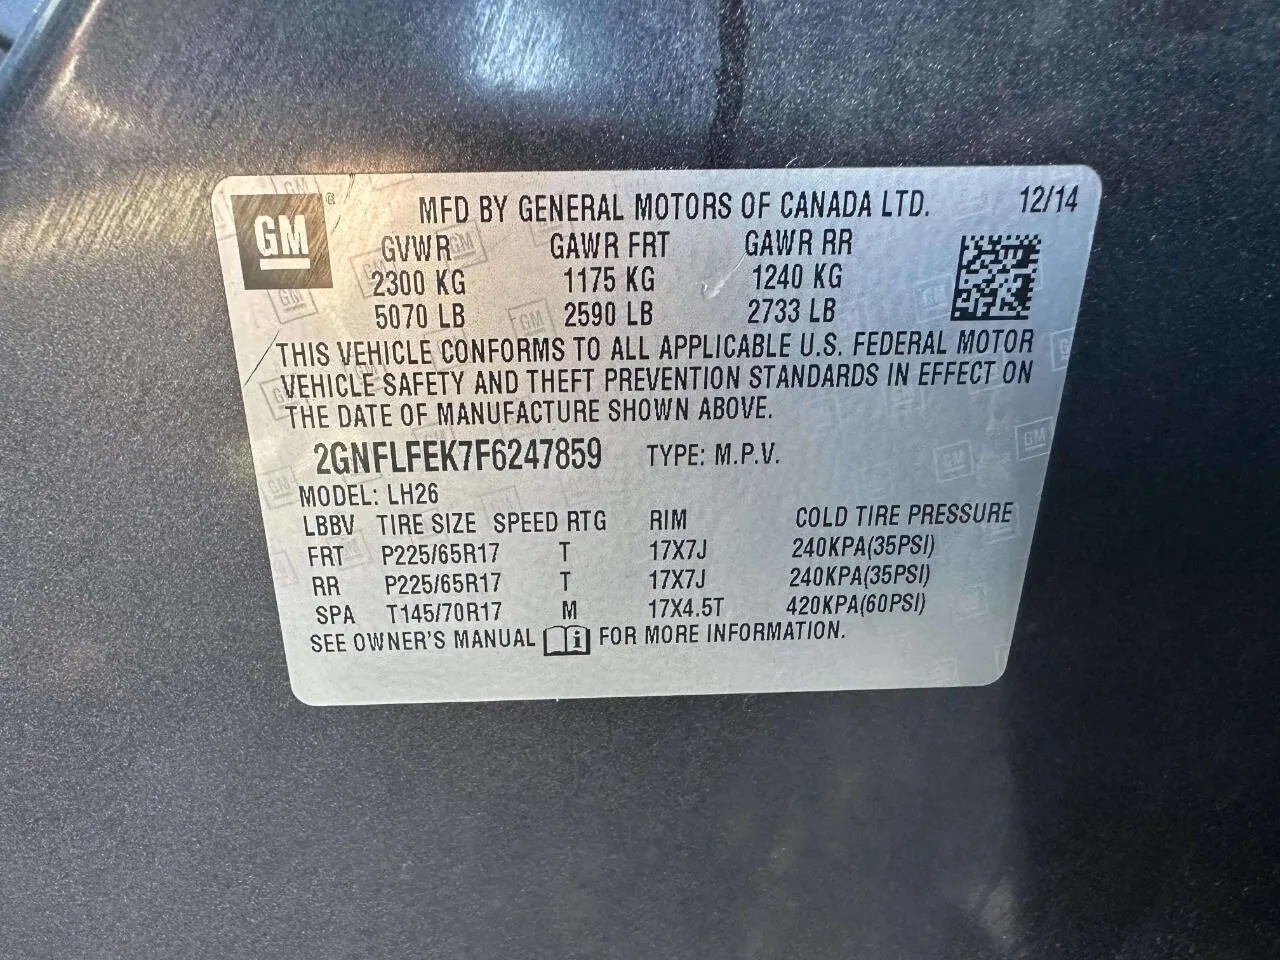 GM ® MFD BY GENERAL MOTORS OF CANADA LTD. 12/14
GVWR GAWR FRT GAWR RR
2300 KG 1175 KG 1240 KG
5070 LB 2590 LB 2733 LB
THIS VEHICLE CONFORMS TO ALL APPLICABLE U.S. FEDERAL MOTOR
VEHICLE SAFETY AND THEFT PREVENTION STANDARDS IN EFFECT ON
THE DATE OF MANUFACTURE SHOWN ABOVE.
2GNFLFEK7F6247859 TYPE: M.P.V.
MODEL: LH26
LBBV TIRE SIZE SPEED RTG RIM COLD TIRE PRESSURE
FRT P225/65R17 T 17X7J 240KPA(35PSI)
RR P225/65R17 T 17X7J 240KPA(35PSI)
SPA T145/70R17 M 17X4.5T 420KPA(60PSI)
SEE OWNER'S MANUAL i FOR MORE INFORMATION.